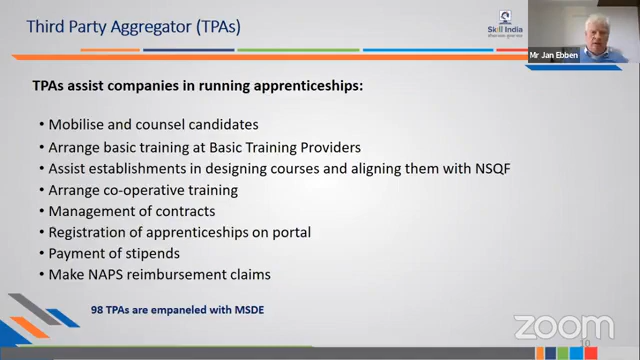 Third Party Aggregator (TPAs)
Skill India
Mr Jan Ebben
TPAs assist companies in running apprenticeships:
• Mobilise and counsel candidates
• Arrange basic training at Basic Training Providers
• Assist establishments in designing courses and aligning them with NSQF
• Arrange co-operative training
• Management of contracts
• Registration of apprenticeships on portal
• Payment of stipends
• Make NAPS reimbursement claims
98 TPAs are empaneled with MSDE
zoom
10